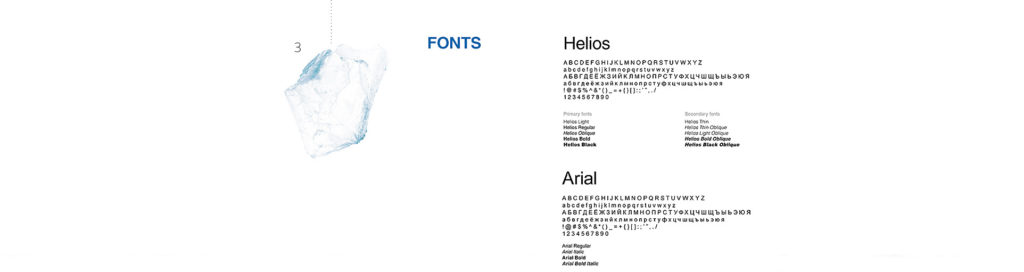 3
FONTS
Helios
ABCDEFGHIJKLMNOPQRSTUVWXYZ
abcdefghijklmnopqrstuvwxyz
АБВГДЕЁЖЗИЙКЛМНОПРСТУФХЦЧШЩЪЫЬЭЮЯ
абвгдеёжзийклмнопрстуфхцчшщъыьэюя
!@#$%^&*()_=+{}[]:;'",./
1234567890
Primary fonts
Helios Light
Helios Regular
Helios Oblique
Helios Bold
Helios Black
Secondary fonts
Helios Thin
Helios Thin Oblique
Helios Light Oblique
Helios Bold Oblique
Helios Black Oblique
Arial
ABCDEFGHIJKLMNOPQRSTUVWXYZ
abcdefghijklmnopqrstuvwxyz
АБВГДЕЁЖЗИЙКЛМНОПРСТУФХЦЧШЩЪЫЬЭЮЯ
абвгдеёжзийклмнопрстуфхцчшщъыьэюя
!@#$%^&*()_=+{}[]:;'",./
1234567890
Arial Regular
Arial Italic
Arial Bold
Arial Bold Italic